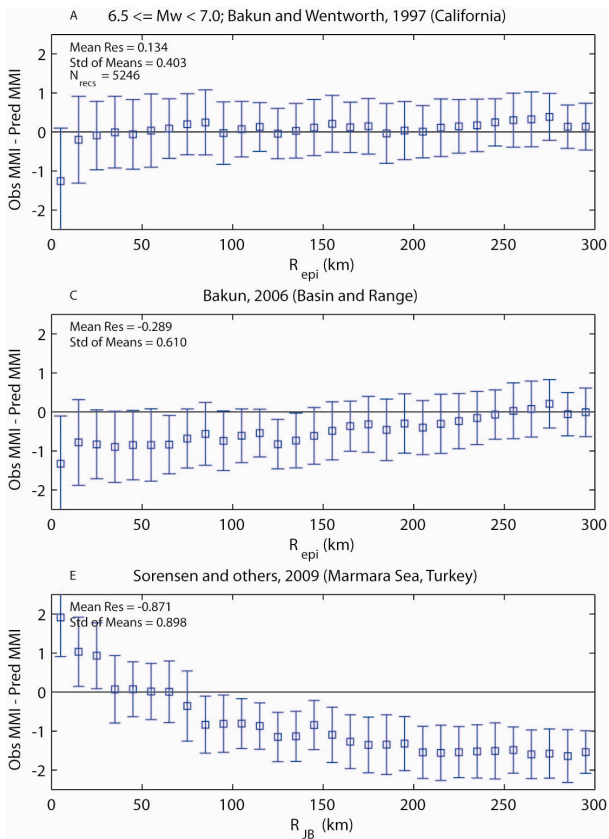 A 6.5 <= Mw < 7.0; Bakun and Wentworth, 1997 (California)
Mean Res = 0.134
Std of Means = 0.403
N recs = 5246
Obs MMI - Pred MMI
2
1
0
-1
-2
0 50 100 150 200 250 300
R epi (km)
C Bakun, 2006 (Basin and Range)
Mean Res = -0.289
Std of Means = 0.610
Obs MMI - Pred MMI
2
1
0
-1
-2
0 50 100 150 200 250 300
R epi (km)
E Sorensen and others, 2009 (Marmara Sea, Turkey)
Mean Res = -0.871
Std of Means = 0.898
Obs MMI - Pred MMI
2
1
0
-1
-2
0 50 100 150 200 250 300
R JB (km)